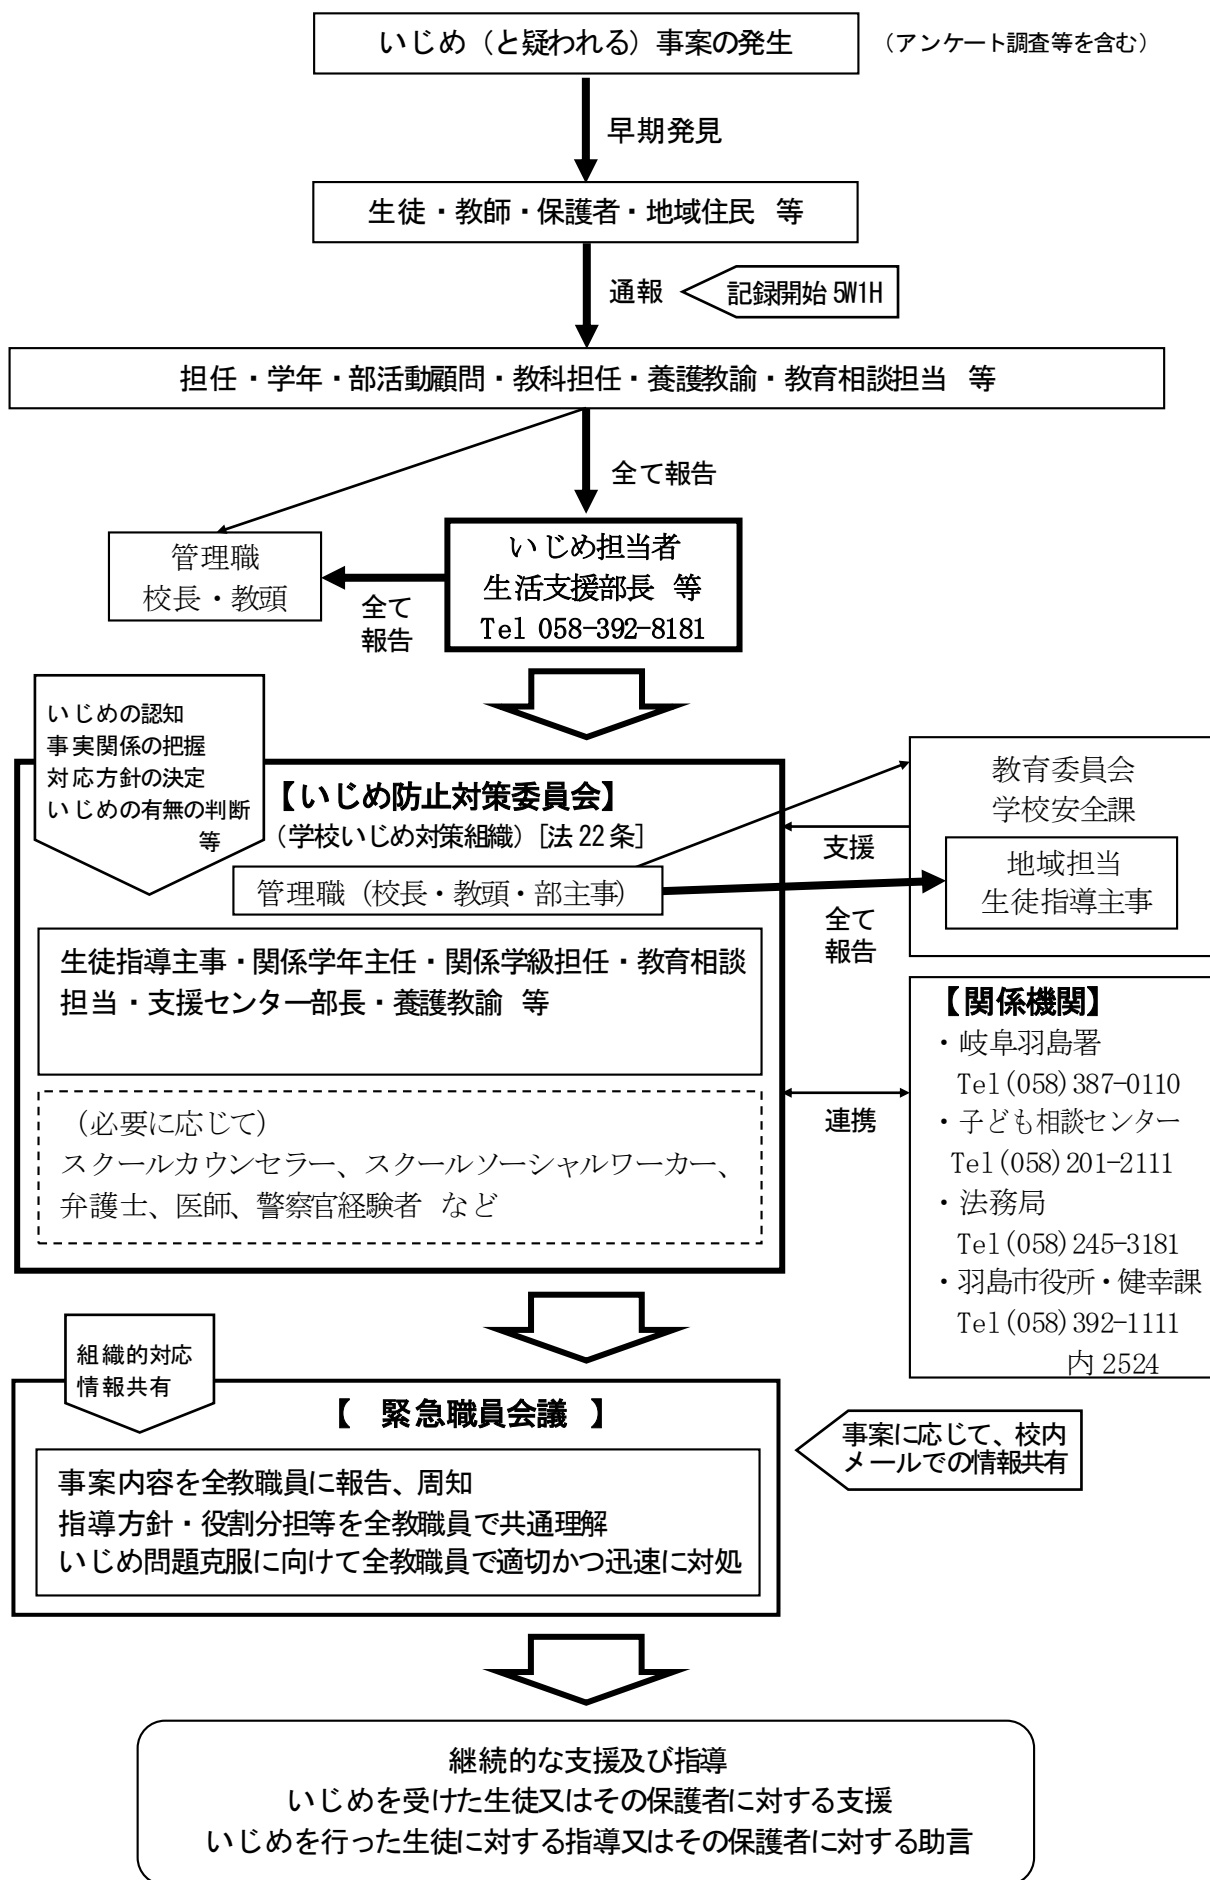 いじめ（と疑われる）事案の発生
（アンケート調査等を含む）
早期発見
生徒・教師・保護者・地域住民 等
通報
記録開始 5W1H
担任・学年・部活動顧問・教科担任・養護教諭・教育相談担当 等
全て報告
いじめ担当者
生活支援部長 等
Tel 058-392-8181
管理職
校長・教頭
全て
報告
いじめの認知
事実関係の把握
対応方針の決定
いじめの有無の判断
等
【いじめ防止対策委員会】
（学校いじめ対策組織）[法 22 条]
管理職（校長・教頭・部主事）
生徒指導主事・関係学年主任・関係学級担任・教育相談
担当・支援センター部長・養護教諭 等
（必要に応じて）
スクールカウンセラー、スクールソーシャルワーカー、
弁護士、医師、警察官経験者 など
支援
全て
報告
連携
教育委員会
学校安全課
地域担当
生徒指導主事
【関係機関】
・岐阜羽島署
Tel(058)387-0110
・子ども相談センター
Tel(058)201-2111
・法務局
Tel(058)245-3181
・羽島市役所・健幸課
Tel(058)392-1111
内 2524
組織的対応
情報共有
【 緊急職員会議 】
事案内容を全教職員に報告、周知
指導方針・役割分担等を全教職員で共通理解
いじめ問題克服に向けて全教職員で適切かつ迅速に対処
事案に応じて、校内
メールでの情報共有
継続的な支援及び指導
いじめを受けた生徒又はその保護者に対する支援
いじめを行った生徒に対する指導又はその保護者に対する助言